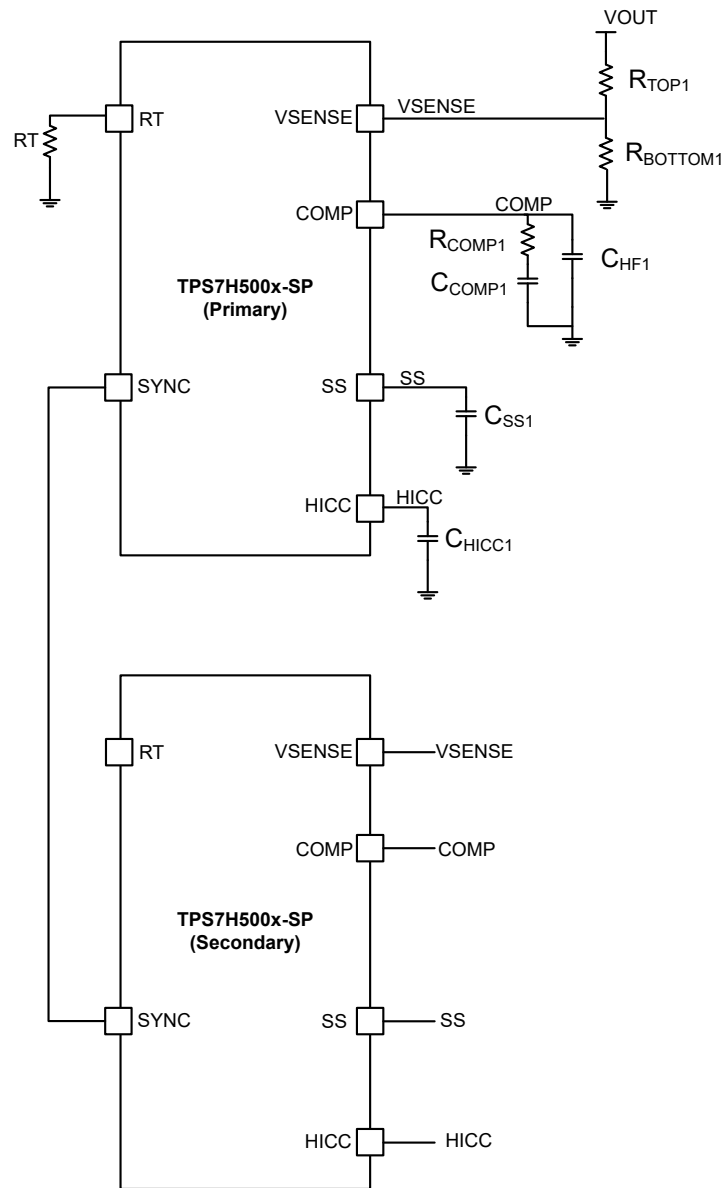 VOUT
RTOP1
RT
RT
VSENSE
VSENSE
RBOTTOM1
COMP
COMP
RCOMP1
CCOMP1
CHF1
TPS7H500x-SP
(Primary)
SYNC
SS
SS
CSS1
HICC
HICC
CHICC1
RT
VSENSE
VSENSE
COMP
COMP
TPS7H500x-SP
(Secondary)
SYNC
SS
SS
HICC
HICC